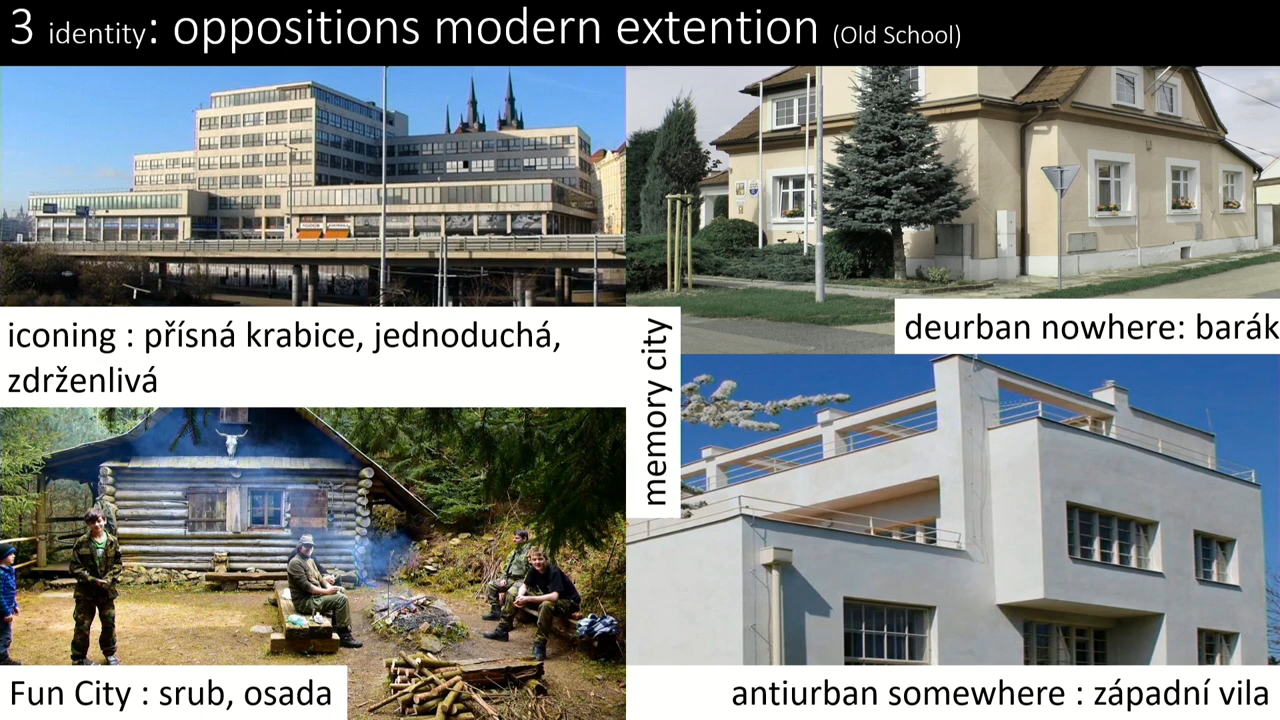 3 identity: oppositions modern extention (Old School)
iconing : přísná krabice, jednoduchá,
zdrženlivá
deurban nowhere: barák
memory city
Fun City : srub, osada
antiurban somewhere : západní vila